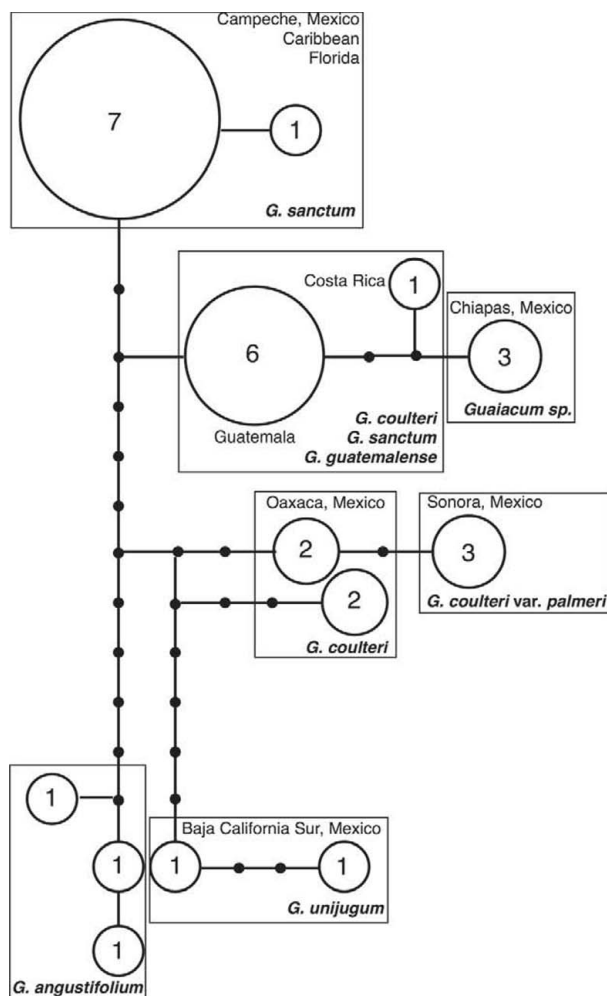 Campeche, Mexico
Caribbean
Florida
7
1
G. sanctum
Costa Rica
1
Chiapas, Mexico
6
3
Guatemala
G. coulteri
G. sanctum
G. guatemalense
Guaiacum sp.
Oaxaca, Mexico
Sonora, Mexico
2
3
2
G. coulteri
G. coulteri var. palmeri
1
Baja California Sur, Mexico
1
1
1
G. unijugum
1
G. angustifolium